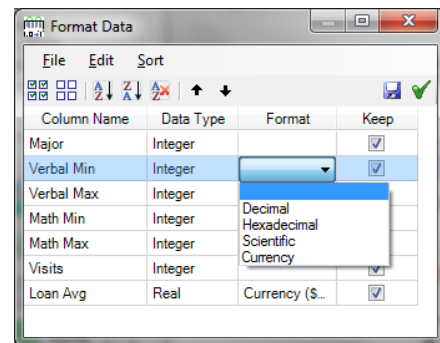 Format Data
File Edit Sort
Column Name Data Type Format Keep
Major Integer
Verbal Min Integer
Verbal Max Integer
Decimal
Math Min Integer
Hexadecimal
Math Max Integer
Scientific
Currency
Visits Integer
Loan Avg Real Currency ($...